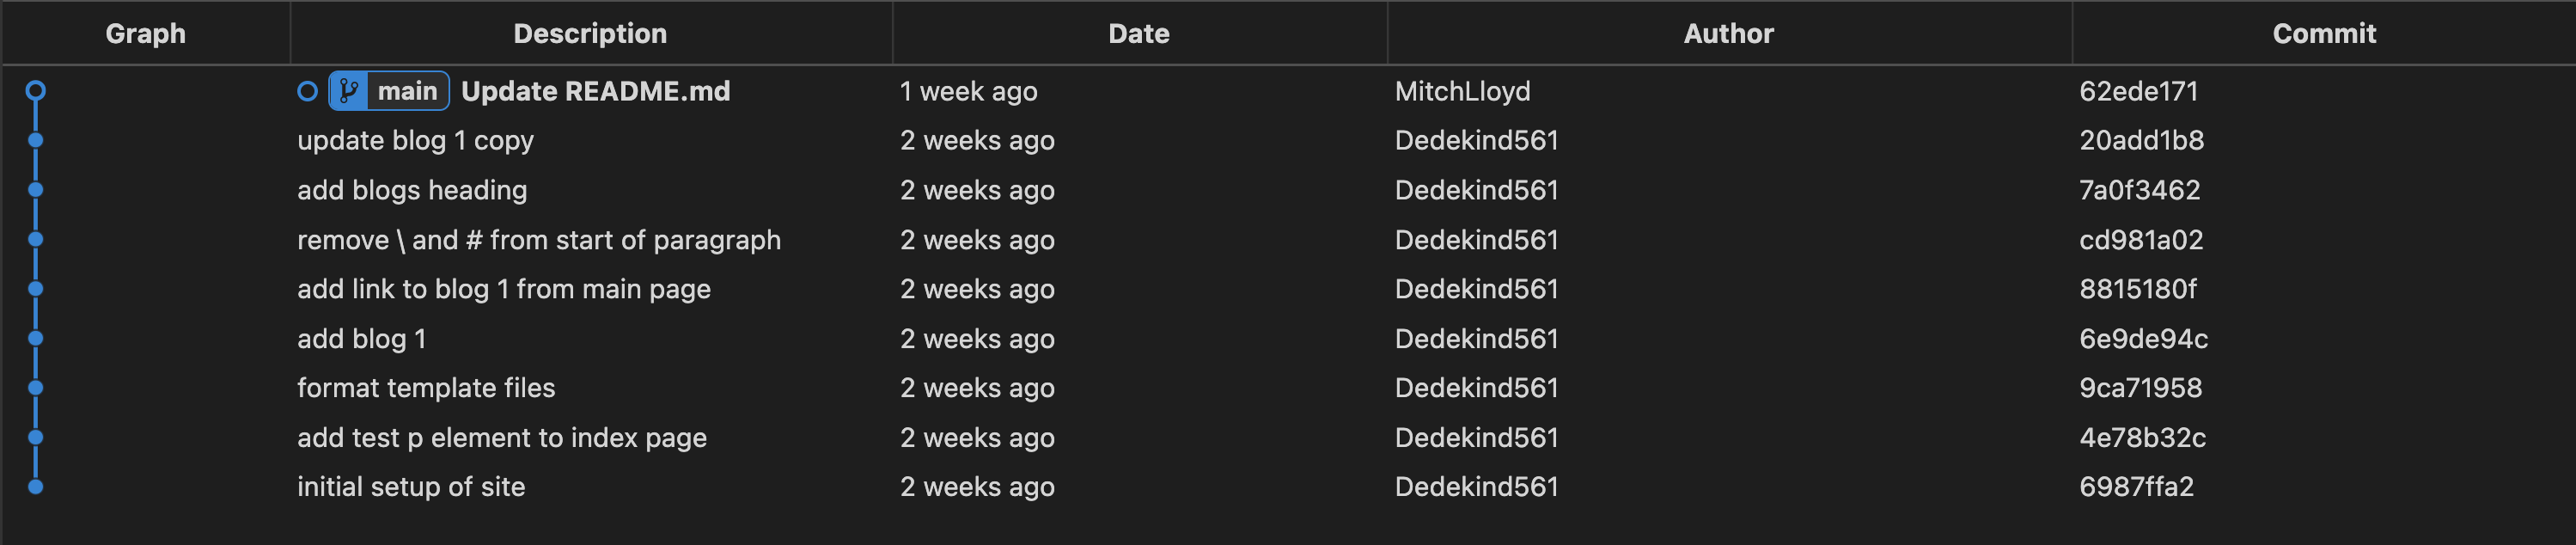 Graph Description Date Author Commit
main Update README.md 1 week ago MitchLloyd 62ede171
update blog 1 copy 2 weeks ago Dedekind561 20add1b8
add blogs heading 2 weeks ago Dedekind561 7a0f3462
remove \ and # from start of paragraph 2 weeks ago Dedekind561 cd981a02
add link to blog 1 from main page 2 weeks ago Dedekind561 8815180f
add blog 1 2 weeks ago Dedekind561 6e9de94c
format template files 2 weeks ago Dedekind561 9ca71958
add test p element to index page 2 weeks ago Dedekind561 4e78b32c
initial setup of site 2 weeks ago Dedekind561 6987ffa2